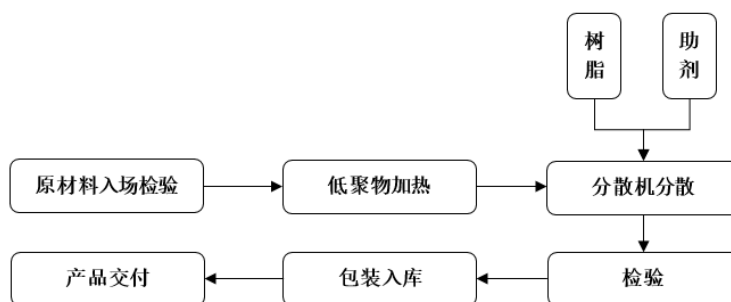 树脂
助剂
原材料入场检验
低聚物加热
分散机分散
产品交付
包装入库
检验